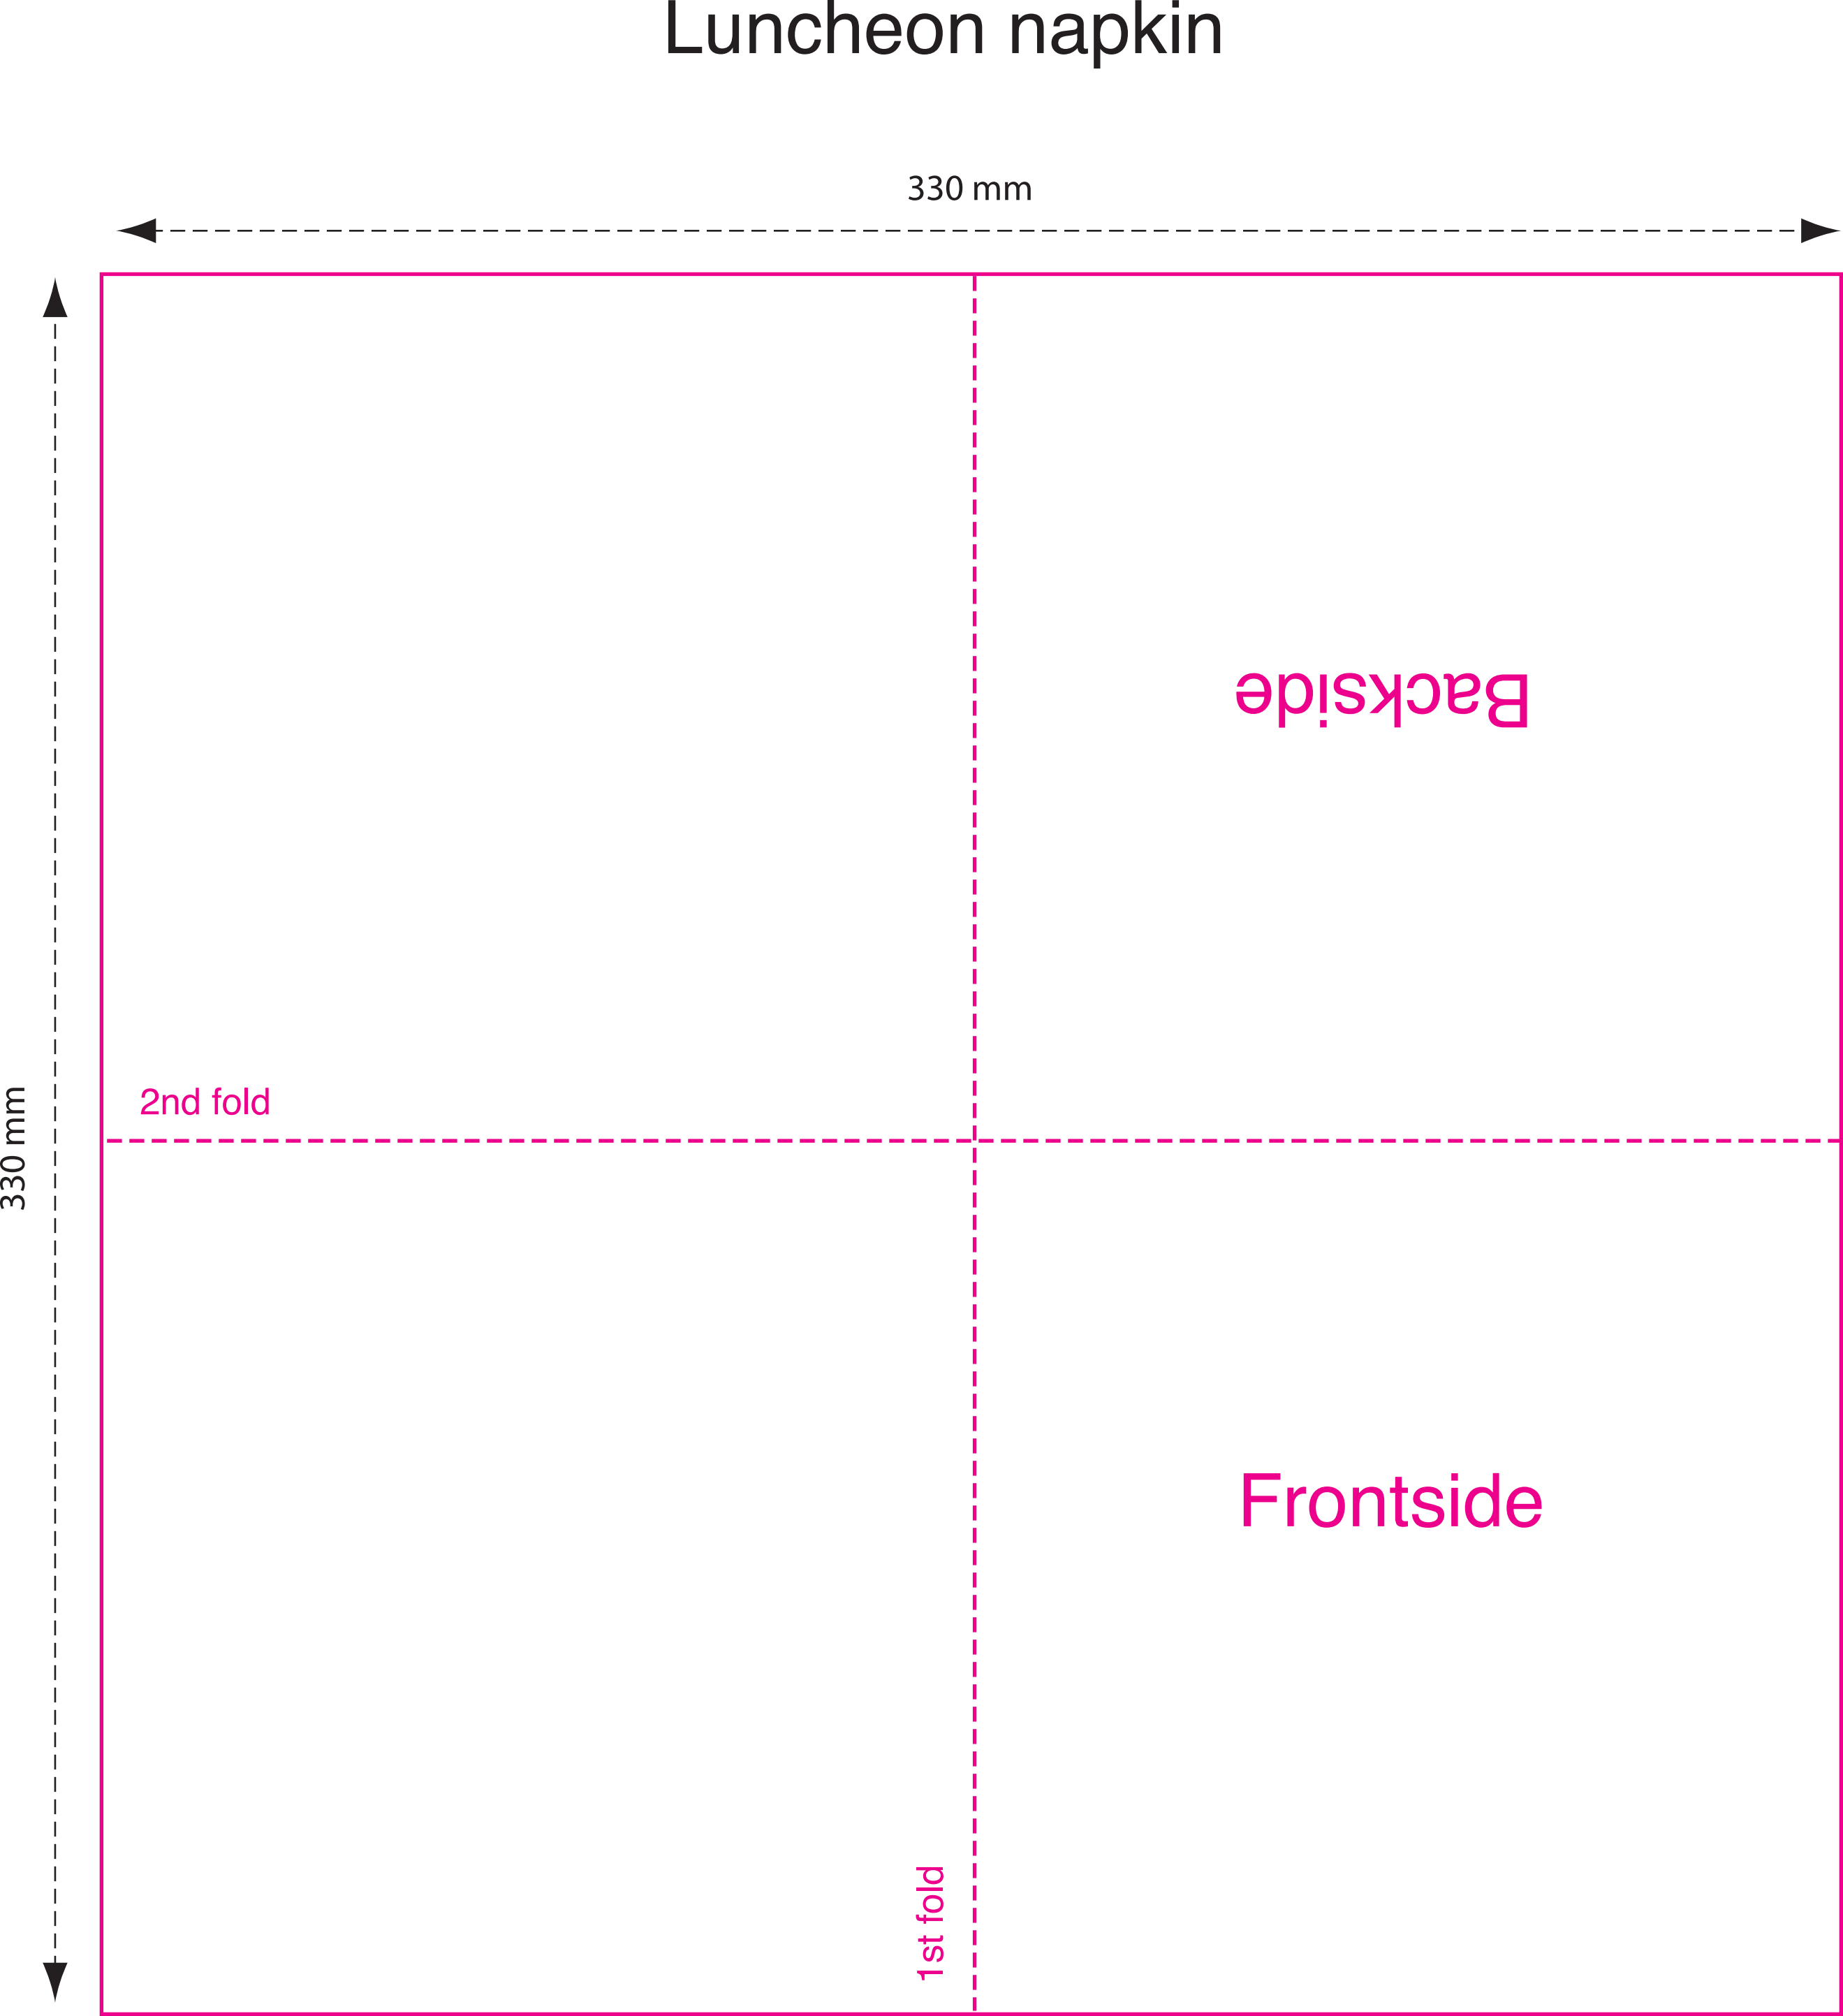 Luncheon napkin
330 mm
Backside
2nd fold
330 mm
Frontside
1st fold